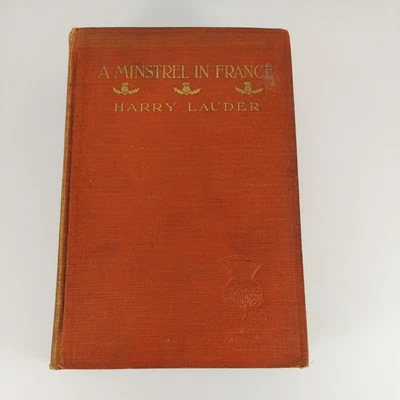 A MINSTREL IN FRANCE
HARRY LAUDER